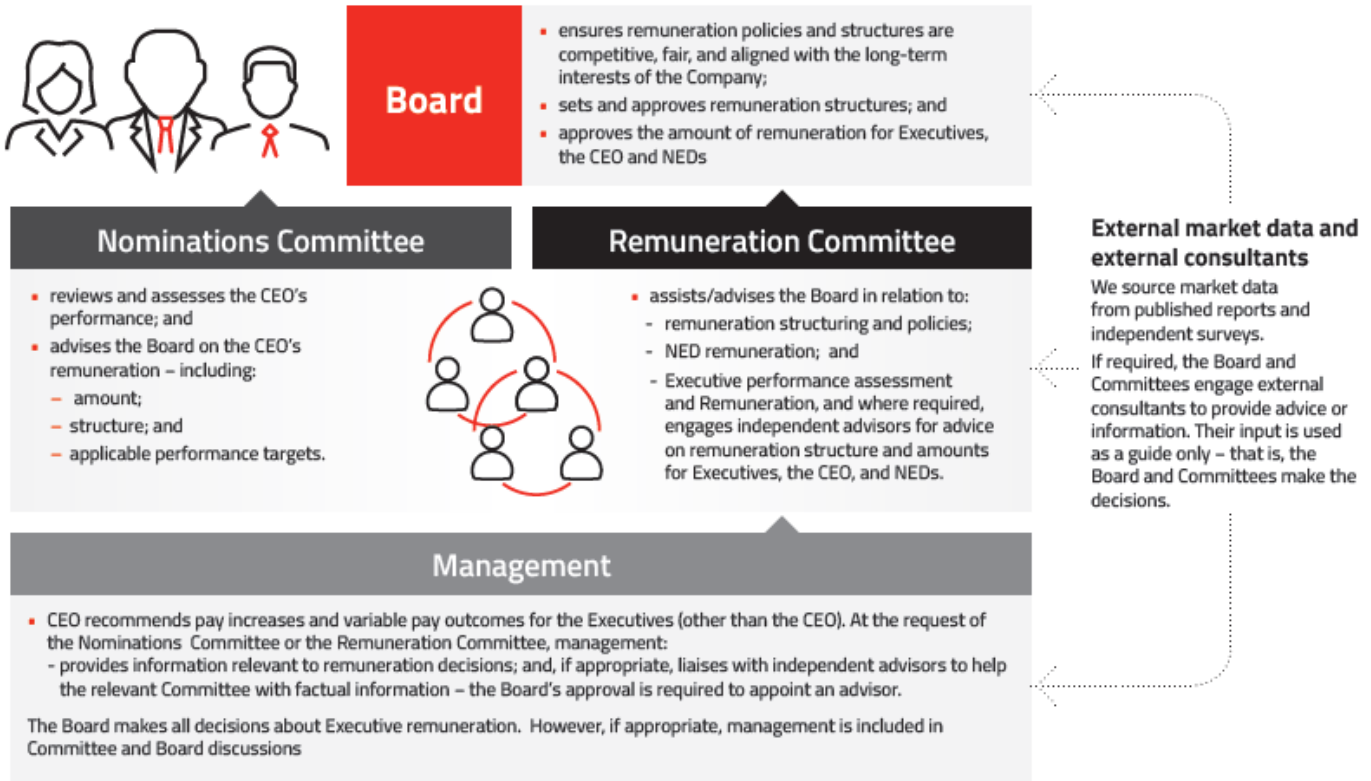 Board
▪ ensures remuneration policies and structures are
competitive, fair, and aligned with the long-term
interests of the Company;
▪ sets and approves remuneration structures; and
▪ approves the amount of remuneration for Executives,
the CEO and NEDs
Nominations Committee
▪ reviews and assesses the CEO's
performance; and
▪ advises the Board on the CEO's
remuneration – including:
– amount;
– structure; and
– applicable performance targets.
Remuneration Committee
▪ assists/advises the Board in relation to:
- remuneration structuring and policies;
- NED remuneration; and
- Executive performance assessment
and Remuneration, and where required,
engages independent advisors for advice
on remuneration structure and amounts
for Executives, the CEO, and NEDs.
External market data and
external consultants
We source market data
from published reports and
independent surveys.
If required, the Board and
Committees engage external
consultants to provide advice or
information. Their input is used
as a guide only – that is, the
Board and Committees make the
decisions.
Management
▪ CEO recommends pay increases and variable pay outcomes for the Executives (other than the CEO). At the request of
the Nominations Committee or the Remuneration Committee, management:
- provides information relevant to remuneration decisions; and, if appropriate, liaises with independent advisors to help
the relevant Committee with factual information – the Board's approval is required to appoint an advisor.
The Board makes all decisions about Executive remuneration. However, if appropriate, management is included in
Committee and Board discussions